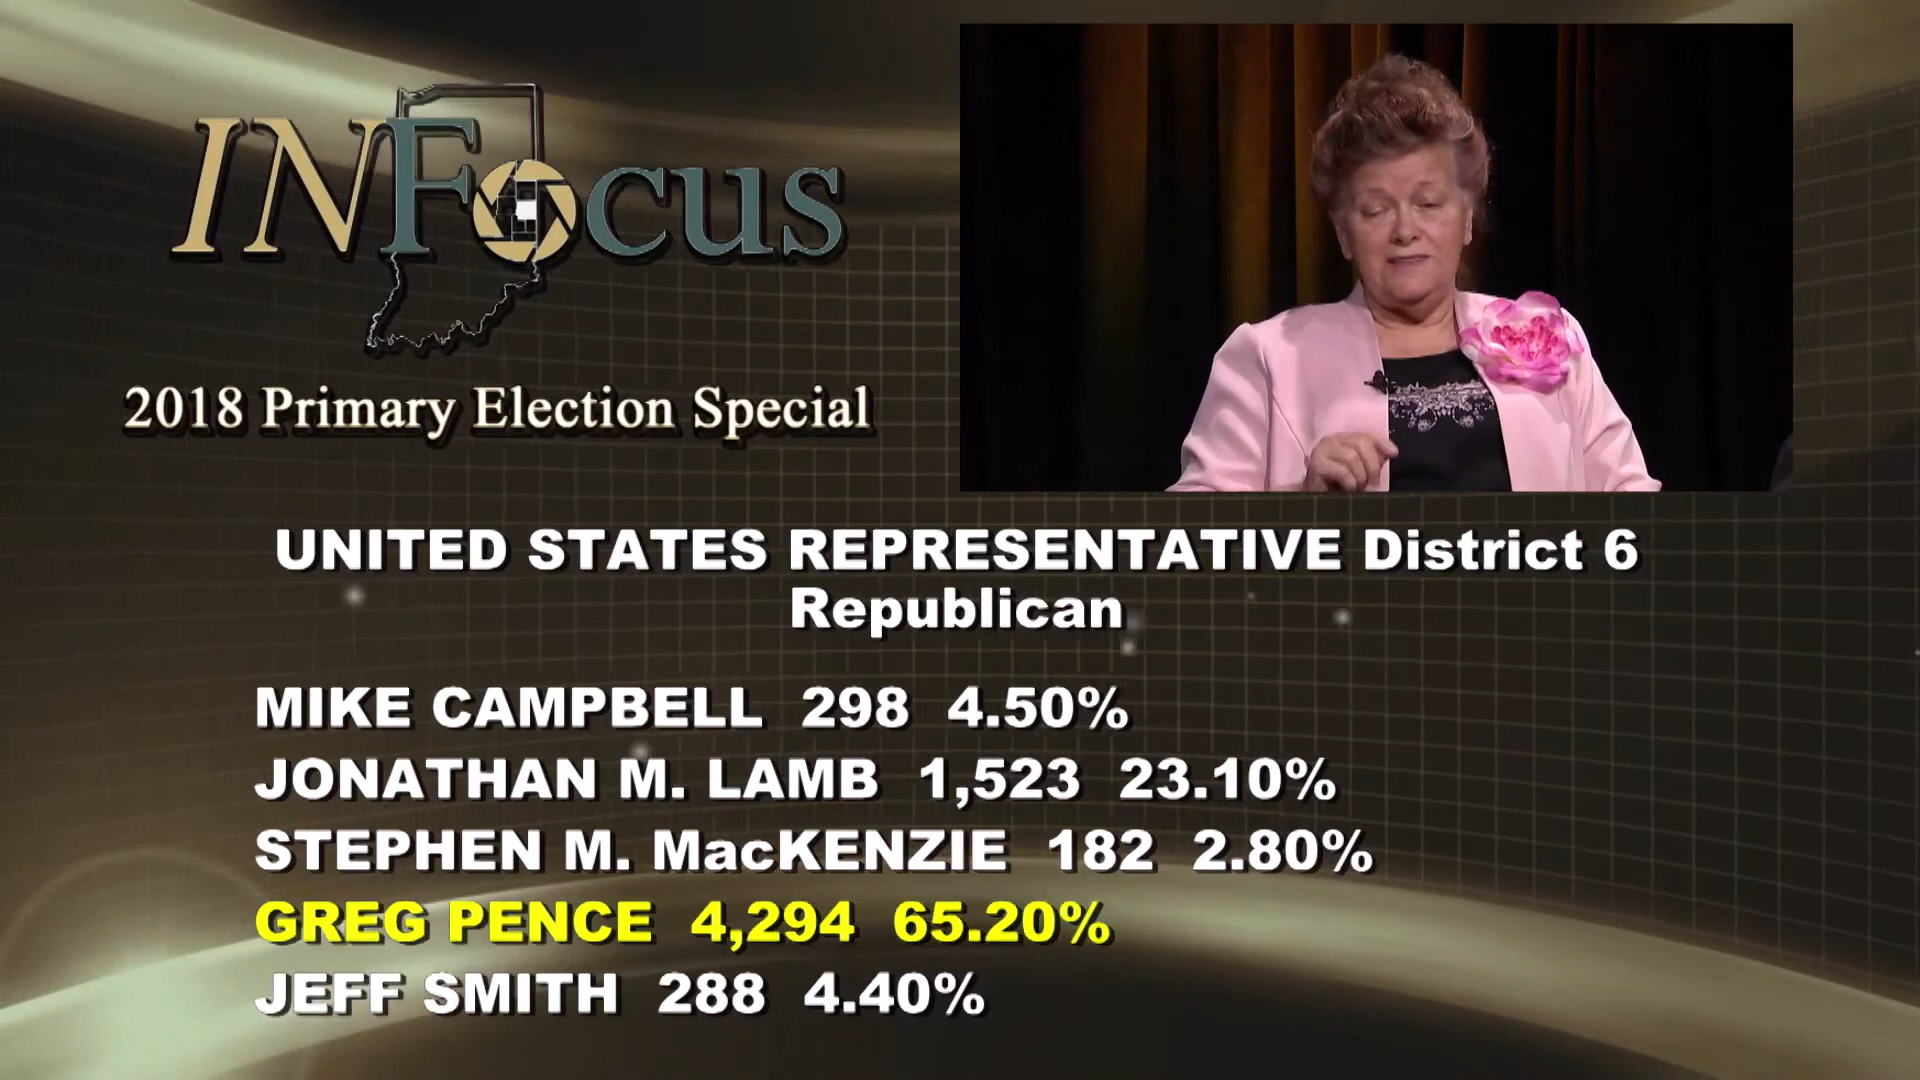 INFocus
2018 Primary Election Special
UNITED STATES REPRESENTATIVE District 6
Republican
MIKE CAMPBELL 298 4.50%
JONATHAN M. LAMB 1,523 23.10%
STEPHEN M. MacKENZIE 182 2.80%
GREG PENCE 4,294 65.20%
JEFF SMITH 288 4.40%